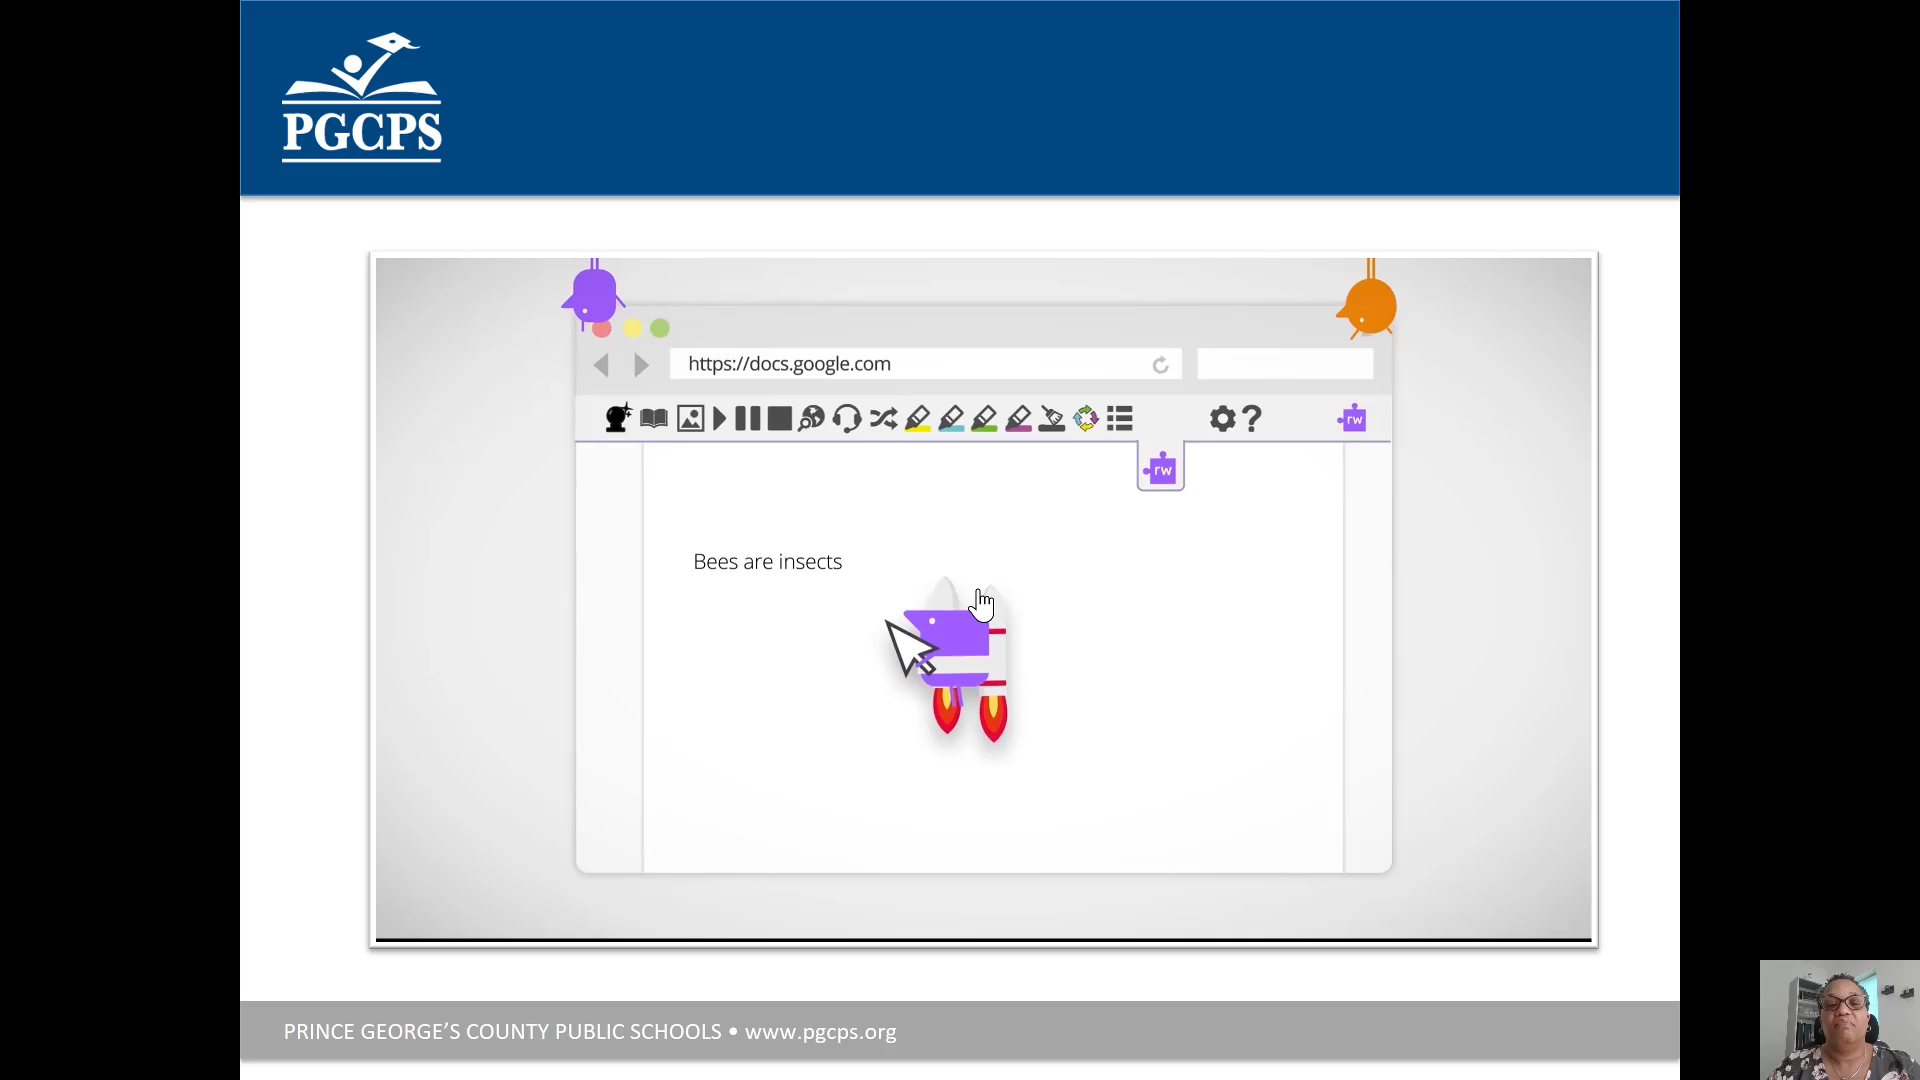 PGCPS
https://docs.google.com
?
rw
rw
Bees are insects
PRINCE GEORGE'S COUNTY PUBLIC SCHOOLS • www.pgcps.org